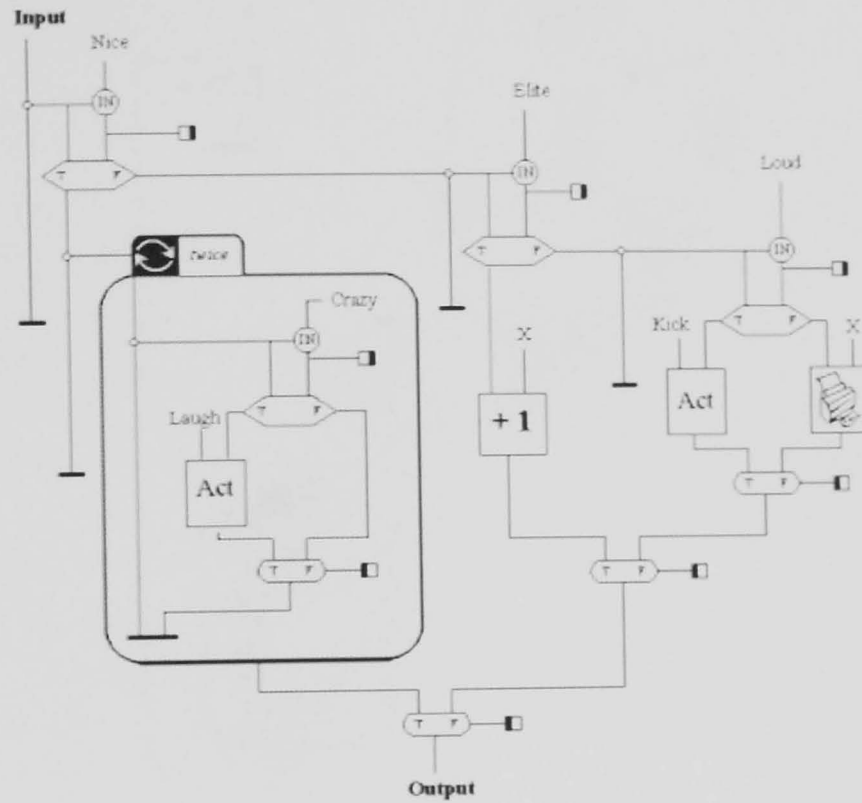 Input
Nice
IN
T F
Elite
IN
T F
Loud
IN
T F
twice
Crazy
IN
T F
Laugh
Act
X
+ 1
Kick
Act
X
T F
T F
T F
T F
Output